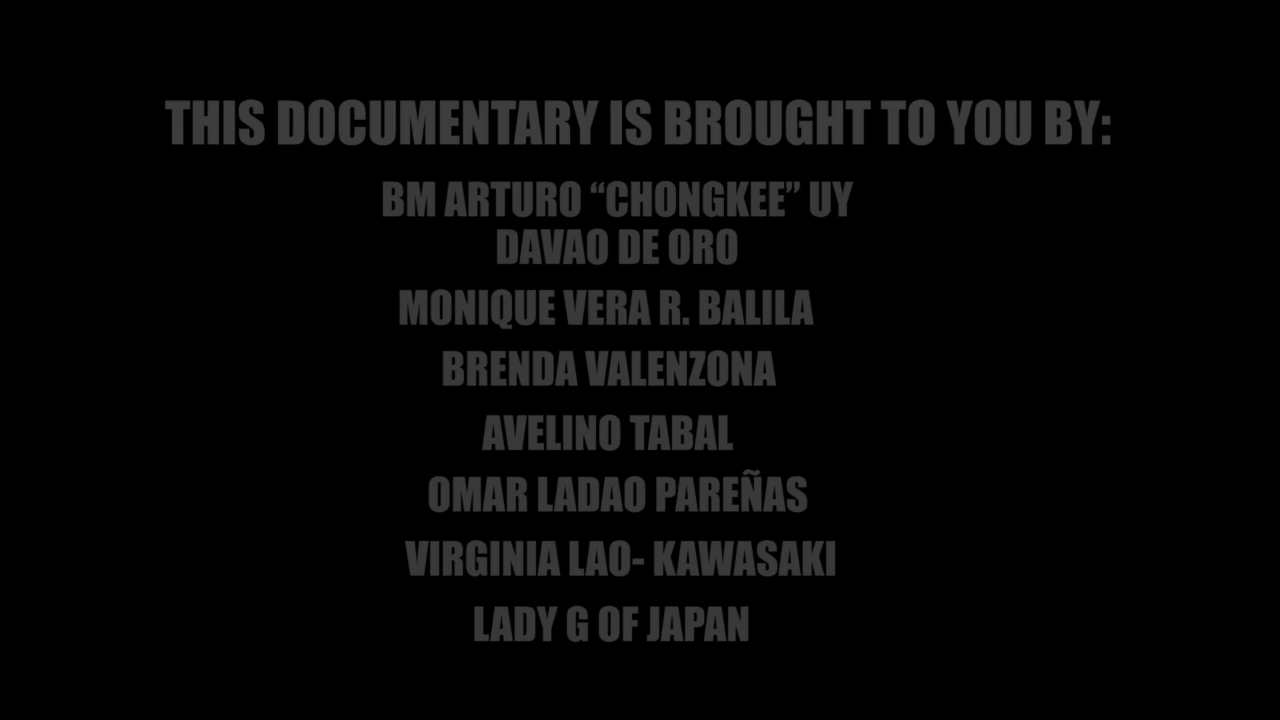 THIS DOCUMENTARY IS BROUGHT TO YOU BY:
BM ARTURO “CHONGKEE” UY
DAVAO DE ORO
MONIQUE VERA R. BALILA
BRENDA VALENZONA
AVELINO TABAL
OMAR LADAO PAREÑAS
VIRGINIA LAO- KAWASAKI
LADY G OF JAPAN